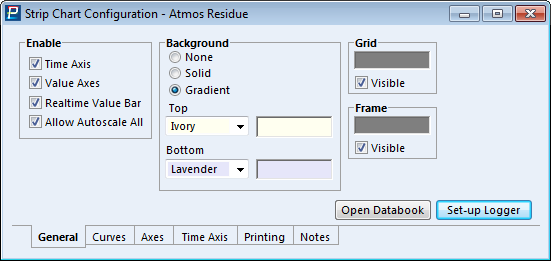 Strip Chart Configuration - Atmos Residue
Enable
Time Axis
Value Axes
Realtime Value Bar
Allow Autoscale All
Background
None
Solid
Gradient
Top
Ivory
Bottom
Lavender
Grid
Visible
Frame
Visible
Open Databook
Set-up Logger
General
Curves
Axes
Time Axis
Printing
Notes